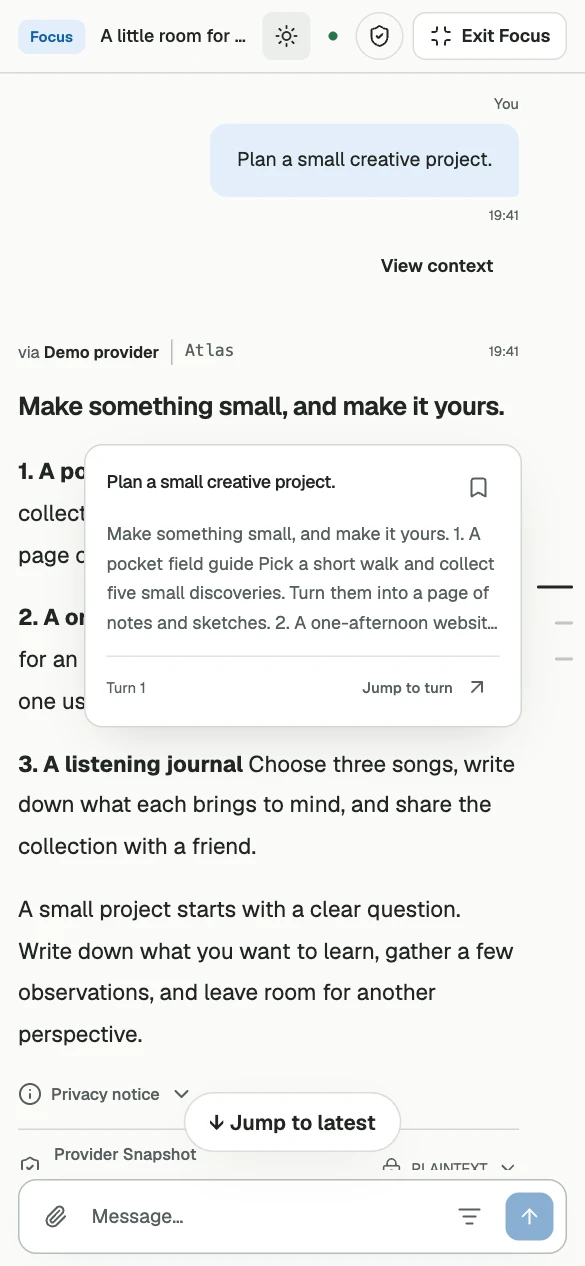 Focus
A little room for ...
Exit Focus
You
Plan a small creative project.
19:41
View context
via Demo provider
Atlas
19:41
Make something small, and make it yours.
1. A po
collect
page o
2. A or
for an
one us
Plan a small creative project.
Make something small, and make it yours. 1. A
pocket field guide Pick a short walk and collect
five small discoveries. Turn them into a page of
notes and sketches. 2. A one-afternoon websit...
Turn 1
Jump to turn
3. A listening journal Choose three songs, write
down what each brings to mind, and share the
collection with a friend.
A small project starts with a clear question.
Write down what you want to learn, gather a few
observations, and leave room for another
perspective.
Privacy notice
Jump to latest
Provider Snapshot
PLAINTEXT
Message...